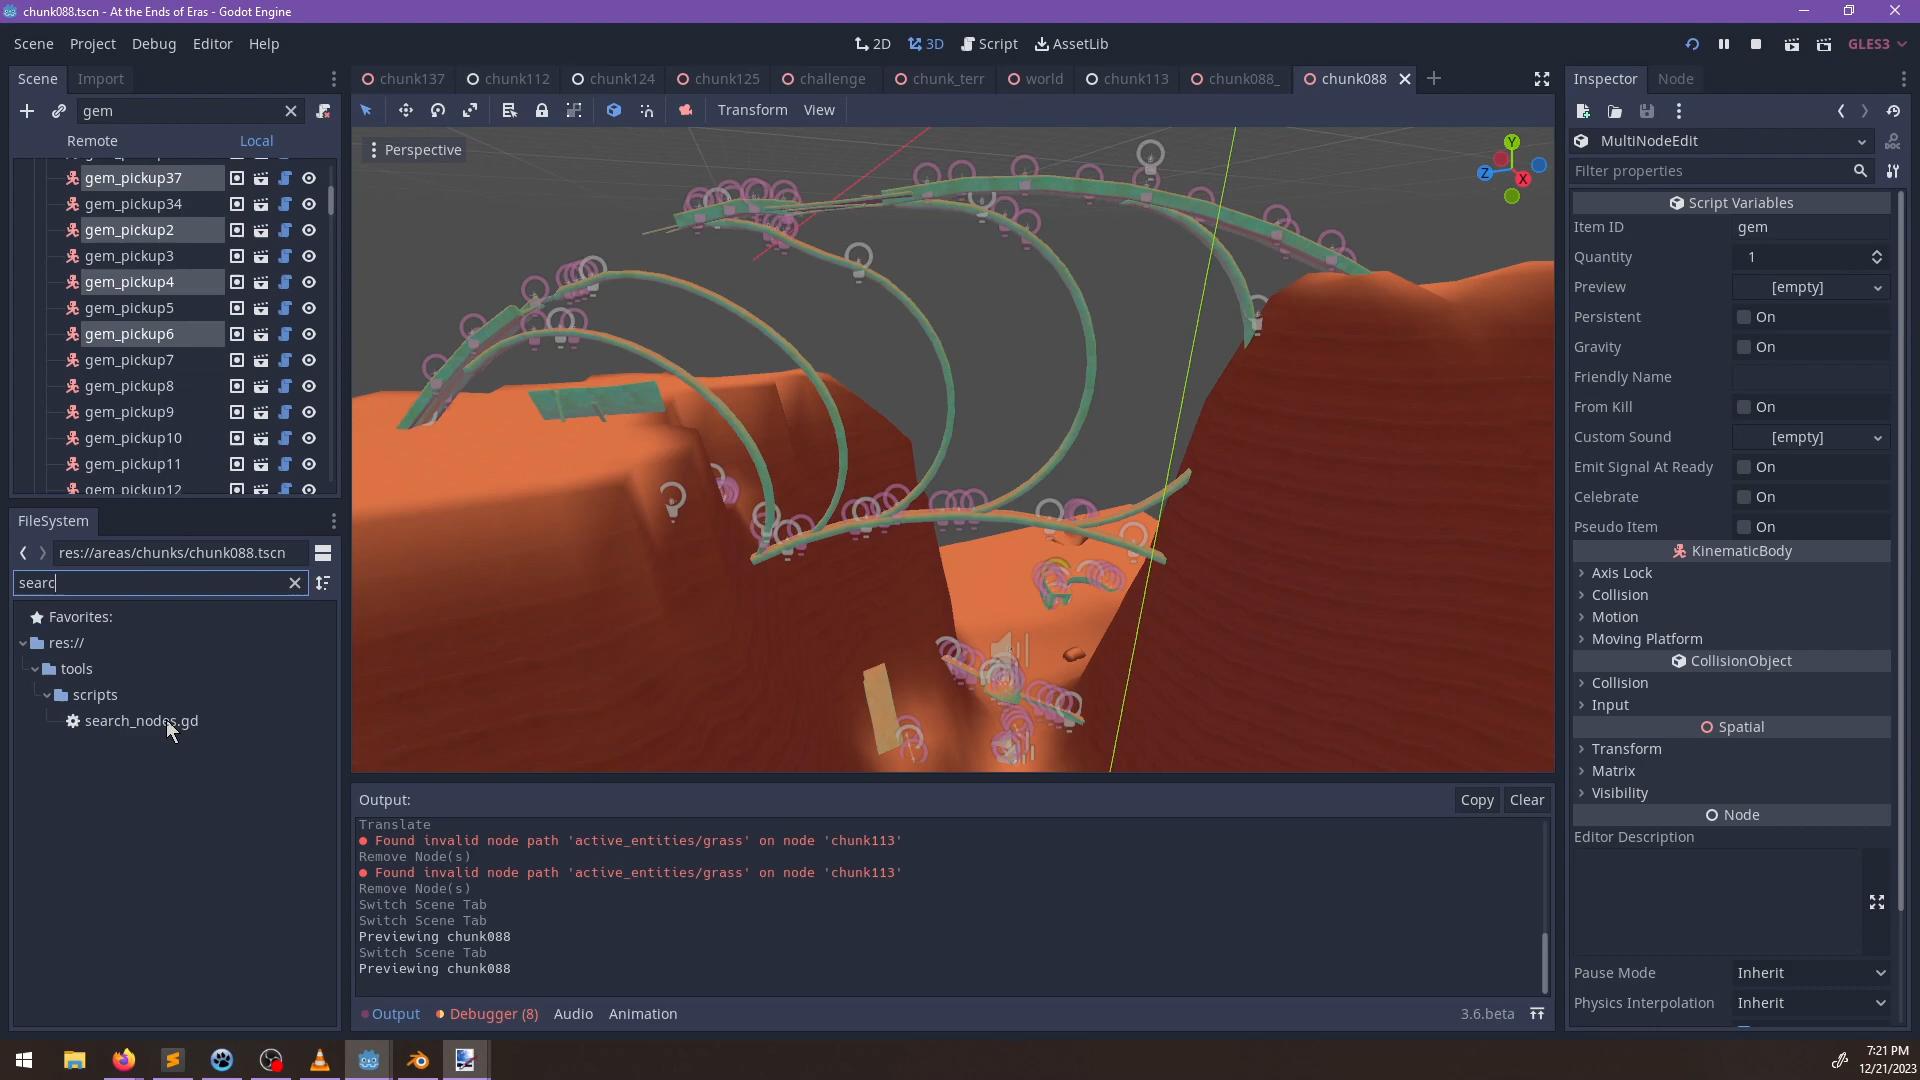 chunk088.tscn - At the Ends of Eras - Godot Engine
Scene Project Debug Editor Help
2D 3D Script AssetLib
GLES3
Scene Import
chunk137 chunk112 chunk124 chunk125 challenge chunk_terr world chunk113 chunk088_ chunk088
Inspector Node
gem
Transform View
Remote Local
Perspective
MultiNodeEdit
Filter properties
gem_pickup37
gem_pickup34
gem_pickup2
gem_pickup3
gem_pickup4
gem_pickup5
gem_pickup6
gem_pickup7
gem_pickup8
gem_pickup9
gem_pickup10
gem_pickup11
gem_pickup12
FileSystem
res://areas/chunks/chunk088.tscn
searc
Favorites:
res://
tools
scripts
search_nodes.gd
Y
Z
X
Output:
Copy Clear
Translate
Found invalid node path 'active_entities/grass' on node 'chunk113'
Remove Node(s)
Found invalid node path 'active_entities/grass' on node 'chunk113'
Remove Node(s)
Switch Scene Tab
Switch Scene Tab
Previewing chunk088
Switch Scene Tab
Previewing chunk088
Output Debugger (8) Audio Animation
3.6.beta
Script Variables
Item ID gem
Quantity 1
Preview [empty]
Persistent On
Gravity On
Friendly Name
From Kill On
Custom Sound [empty]
Emit Signal At Ready On
Celebrate On
Pseudo Item On
KinematicBody
Axis Lock
Collision
Motion
Moving Platform
CollisionObject
Collision
Input
Spatial
Transform
Matrix
Visibility
Node
Editor Description
Pause Mode Inherit
Physics Interpolation Inherit
7:21 PM
12/21/2023